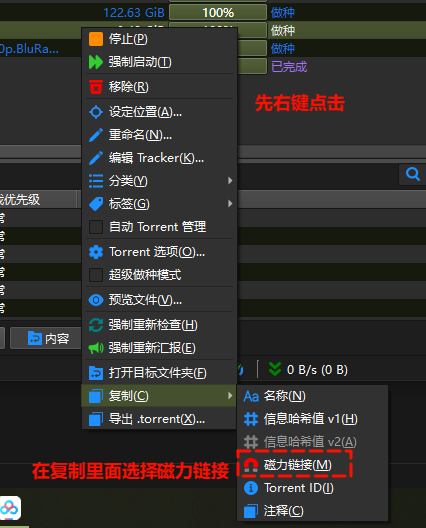 122.63 GiB 100% 做种
100% 做种
0p.BluRa... 做种
已完成
停止(P)
强制启动(T)
移除(R)
先右键点击
设定位置(A)...
重命名(N)...
编辑 Tracker(K)...
分类(Y)
优先级
标签(G)
常
自动 Torrent 管理
常
Torrent 选项(O)...
常
超级做种模式
常
预览文件(V)...
常
强制重新检查(H)
内容
强制重新汇报(E)
打开目标文件夹(F)
0 B/s (0 B)
复制(C)
名称(N)
导出 .torrent(X)...
信息哈希值 v1(H)
信息哈希值 v2(A)
在复制里面选择磁力链接
磁力链接(M)
Torrent ID(I)
注释(C)